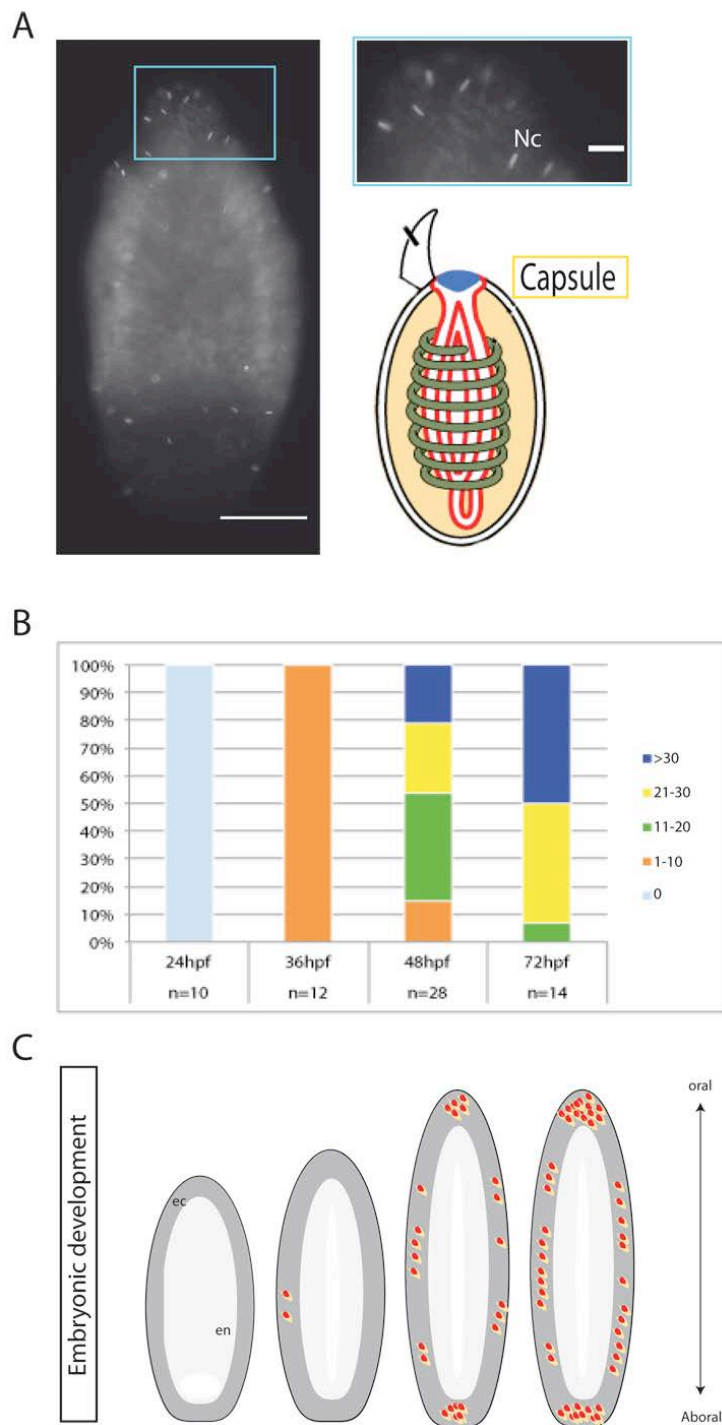 A
Nc
Capsule
B
100%
90%
80%
70%
60%
50%
40%
30%
20%
10%
0%
24hpf 36hpf 48hpf 72hpf
n=10 n=12 n=28 n=14
>30
21-30
11-20
1-10
0
C
Embryonic development
ec
en
oral
Aboral